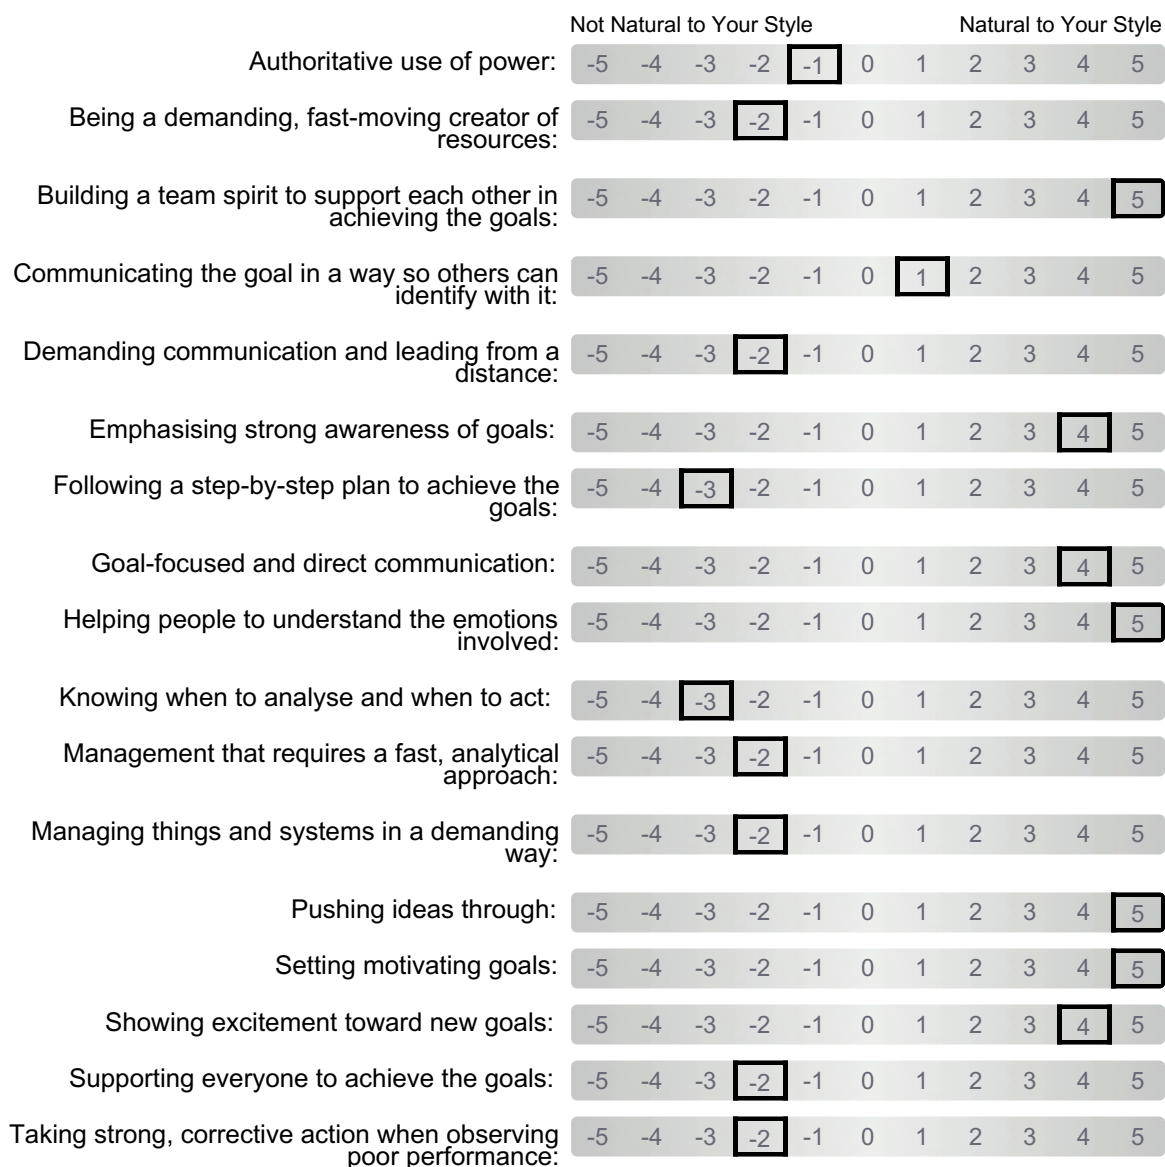 Not Natural to Your Style Natural to Your Style
Authoritative use of power: -5 -4 -3 -2 -1 0 1 2 3 4 5
Being a demanding, fast-moving creator of
resources: -5 -4 -3 -2 -1 0 1 2 3 4 5
Building a team spirit to support each other in
achieving the goals: -5 -4 -3 -2 -1 0 1 2 3 4 5
Communicating the goal in a way so others can
identify with it: -5 -4 -3 -2 -1 0 1 2 3 4 5
Demanding communication and leading from a
distance: -5 -4 -3 -2 -1 0 1 2 3 4 5
Emphasising strong awareness of goals: -5 -4 -3 -2 -1 0 1 2 3 4 5
Following a step-by-step plan to achieve the
goals: -5 -4 -3 -2 -1 0 1 2 3 4 5
Goal-focused and direct communication: -5 -4 -3 -2 -1 0 1 2 3 4 5
Helping people to understand the emotions
involved: -5 -4 -3 -2 -1 0 1 2 3 4 5
Knowing when to analyse and when to act: -5 -4 -3 -2 -1 0 1 2 3 4 5
Management that requires a fast, analytical
approach: -5 -4 -3 -2 -1 0 1 2 3 4 5
Managing things and systems in a demanding
way: -5 -4 -3 -2 -1 0 1 2 3 4 5
Pushing ideas through: -5 -4 -3 -2 -1 0 1 2 3 4 5
Setting motivating goals: -5 -4 -3 -2 -1 0 1 2 3 4 5
Showing excitement toward new goals: -5 -4 -3 -2 -1 0 1 2 3 4 5
Supporting everyone to achieve the goals: -5 -4 -3 -2 -1 0 1 2 3 4 5
Taking strong, corrective action when observing
poor performance: -5 -4 -3 -2 -1 0 1 2 3 4 5